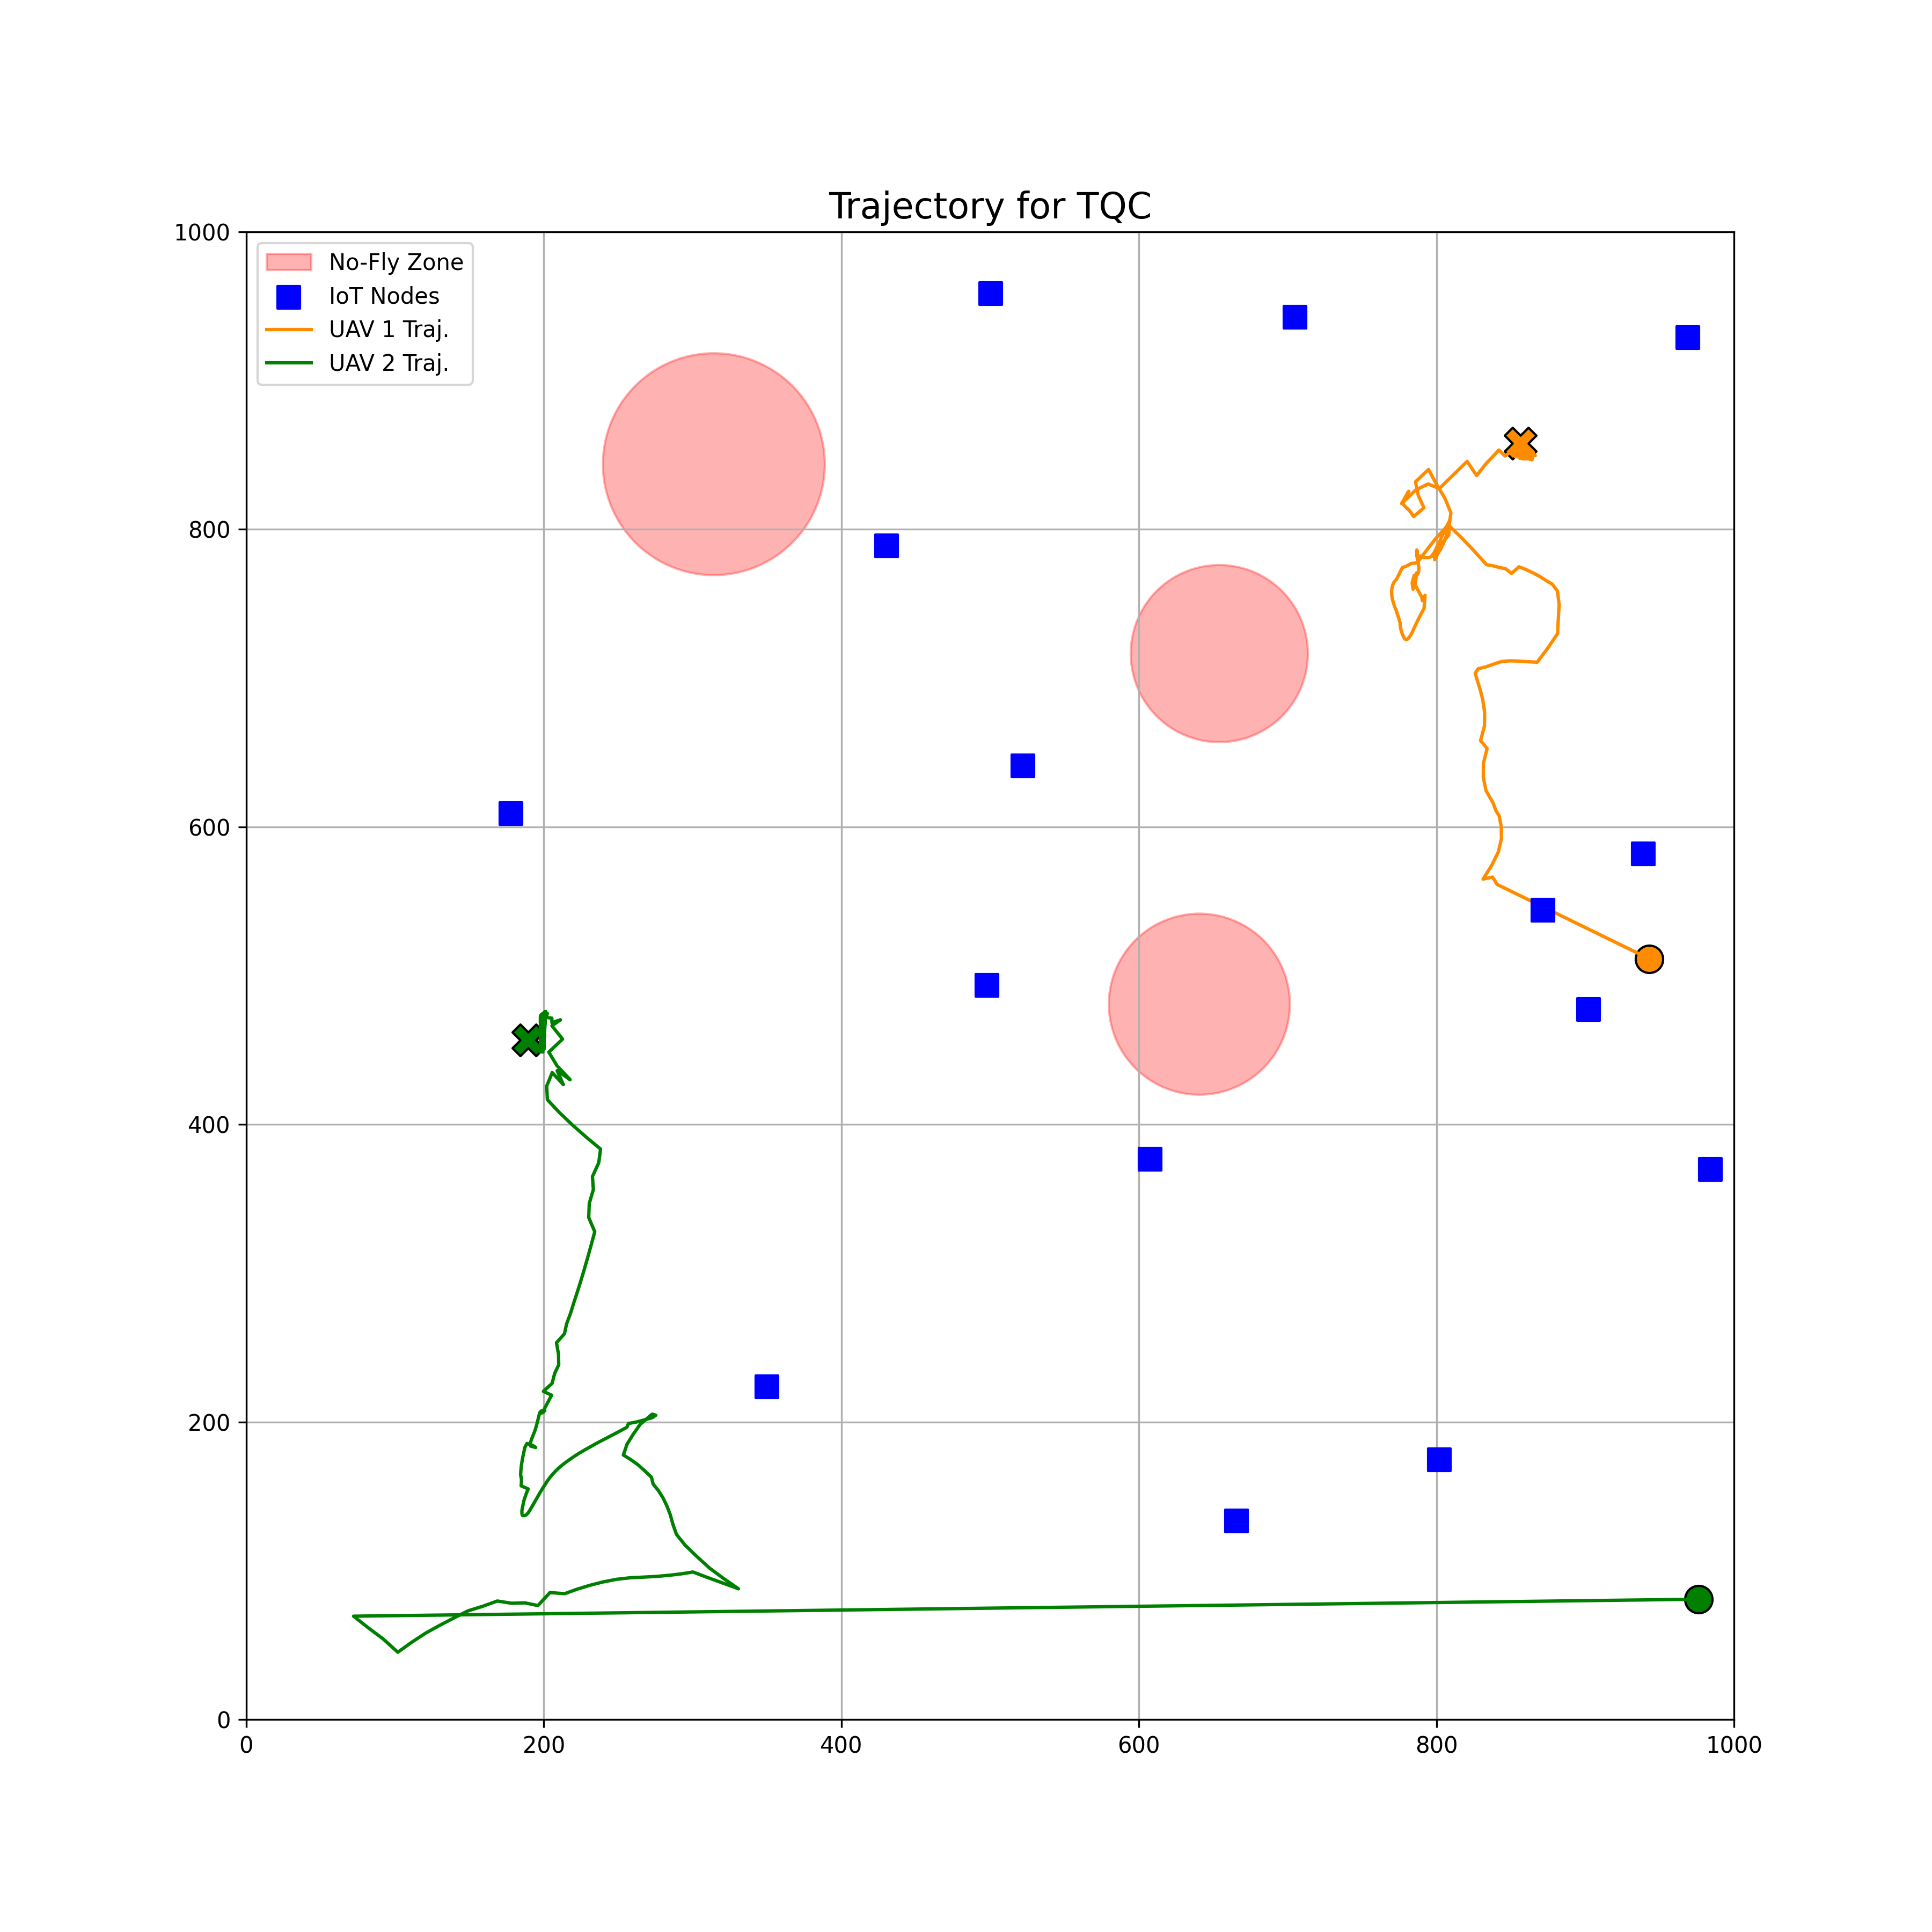 Trajectory for TQC
1000
800
600
400
200
0
No-Fly Zone
IoT Nodes
UAV 1 Traj.
UAV 2 Traj.
0 200 400 600 800 1000